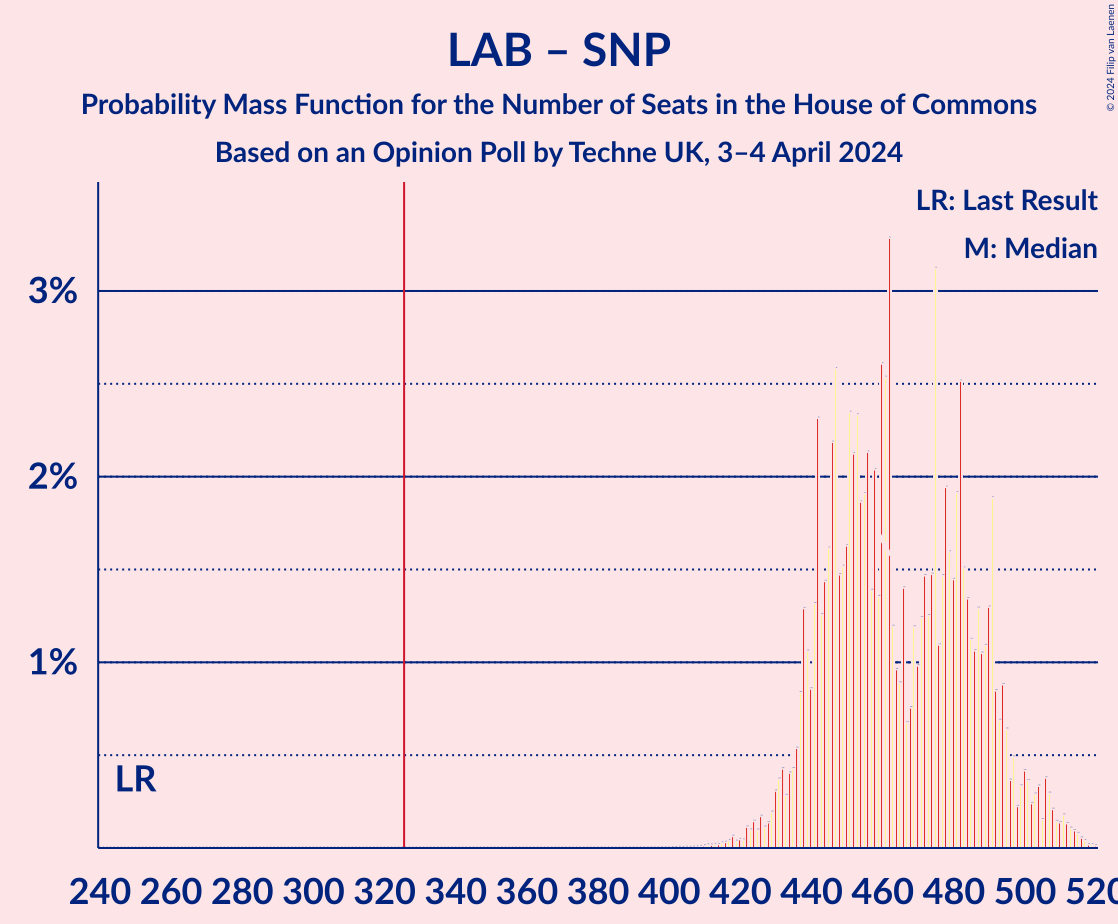 LAB – SNP
Probability Mass Function for the Number of Seats in the House of Commons
Based on an Opinion Poll by Techne UK, 3–4 April 2024
© 2024 Filip van Laenen
LR: Last Result
M: Median
3%
2%
1%
LR
240 260 280 300 320 340 360 380 400 420 440 460 480 500 520